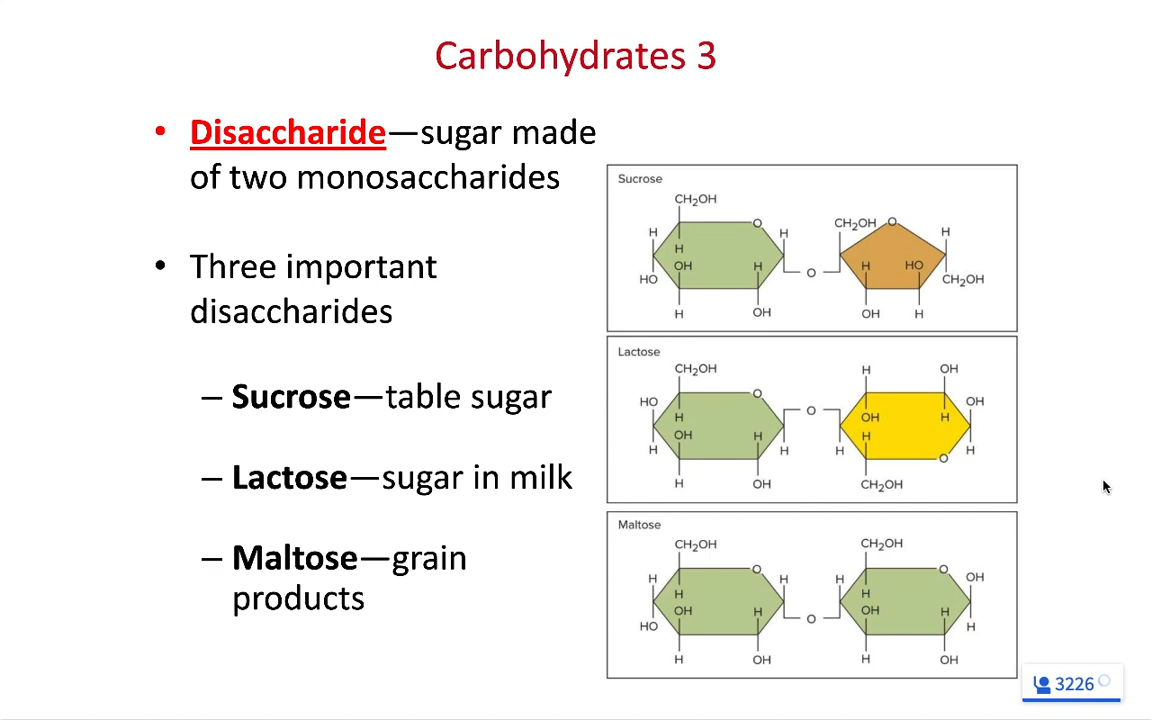 Carbohydrates 3
• Disaccharide—sugar made
of two monosaccharides
• Three important
disaccharides
– Sucrose—table sugar
– Lactose—sugar in milk
– Maltose—grain
products
Sucrose
CH₂OH
O
CH₂OH O
H H H
H
OH H H HO
HO O CH₂OH
H OH OH H
Lactose
CH₂OH H OH
O
HO O OH
H OH H
OH H H
H H H H
O
H OH CH₂OH
Maltose
CH₂OH CH₂OH
O O
H H H OH
H H
OH H OH H
HO O H
H OH H OH
3226